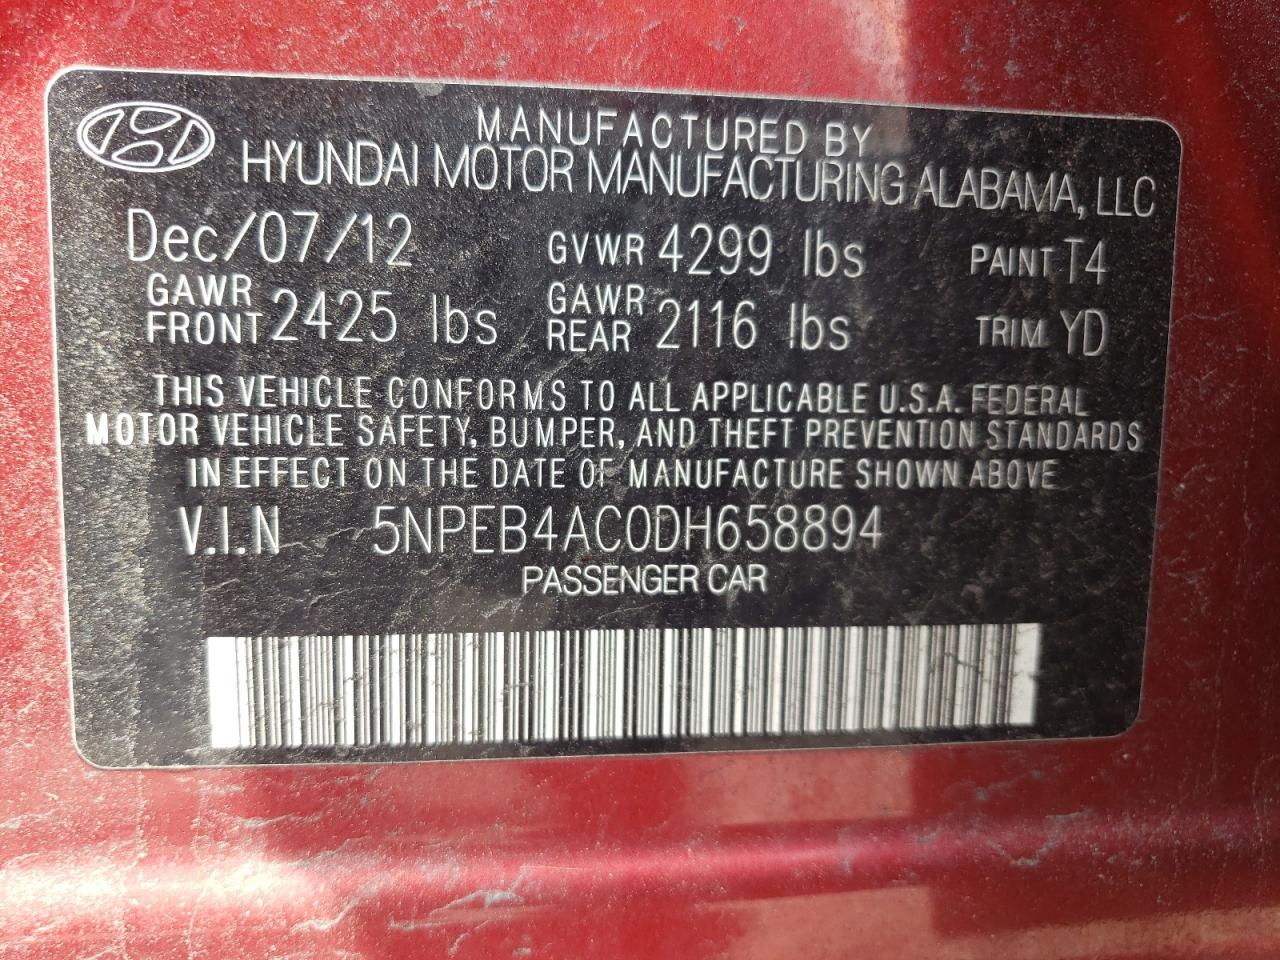 MANUFACTURED BY
HYUNDAI MOTOR MANUFACTURING ALABAMA, LLC
Dec/07/12 GVWR 4299 lbs PAINT T4
GAWR FRONT 2425 lbs GAWR REAR 2116 lbs TRIM YD
THIS VEHICLE CONFORMS TO ALL APPLICABLE U.S.A. FEDERAL
MOTOR VEHICLE SAFETY, BUMPER, AND THEFT PREVENTION STANDARDS
IN EFFECT ON THE DATE OF MANUFACTURE SHOWN ABOVE
V.I.N 5NPEB4AC0DH658894
PASSENGER CAR